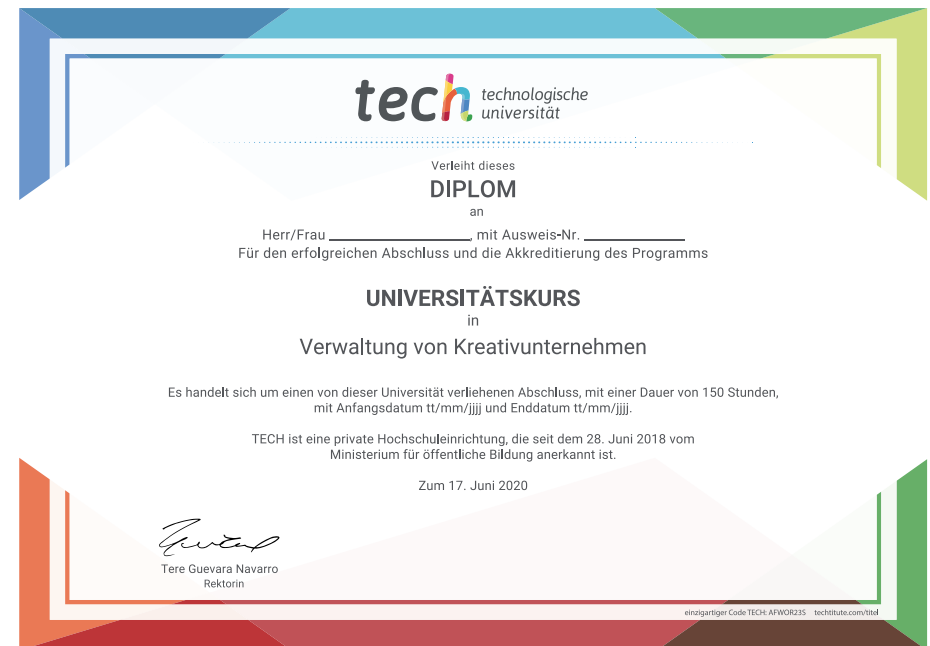 tech technologische
universität
Verleiht dieses
DIPLOM
an
Herr/Frau ____________, mit Ausweis-Nr. ____________
Für den erfolgreichen Abschluss und die Akkreditierung des Programms
UNIVERSITÄTSKURS
in
Verwaltung von Kreativunternehmen
Es handelt sich um einen von dieser Universität verliehenen Abschluss, mit einer Dauer von 150 Stunden,
mit Anfangsdatum tt/mm/jjjj und Enddatum tt/mm/jjjj.
TECH ist eine private Hochschuleinrichtung, die seit dem 28. Juni 2018 vom
Ministerium für öffentliche Bildung anerkannt ist.
Zum 17. Juni 2020
Tere Guevara Navarro
Rektorin
einzigartiger Code TECH: AFWOR23S techtitute.com/titel